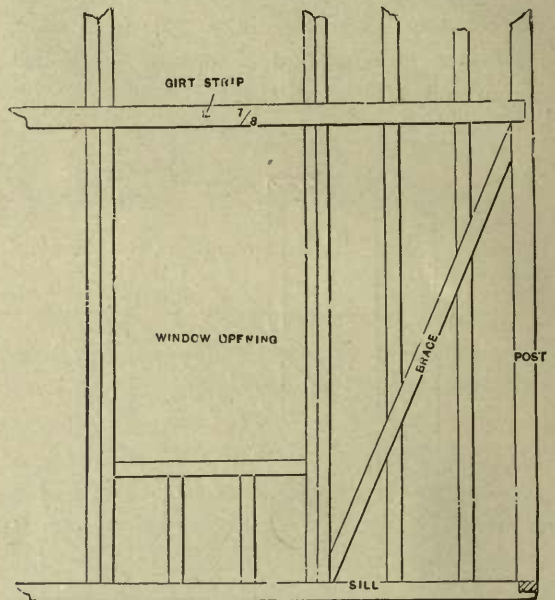 GIRT STRIP
7/8
WINDOW OPENING
BRACE
POST
SILL